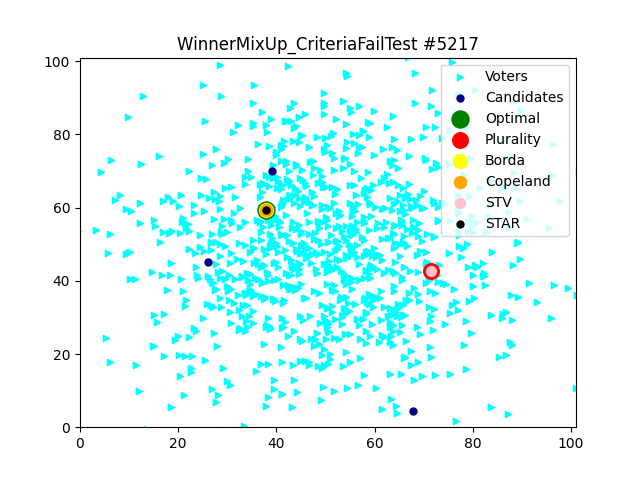 WinnerMixUp_CriteriaFailTest #5217
100
80
60
40
20
0
0 20 40 60 80 100
Voters
Candidates
Optimal
Plurality
Borda
Copeland
STV
STAR